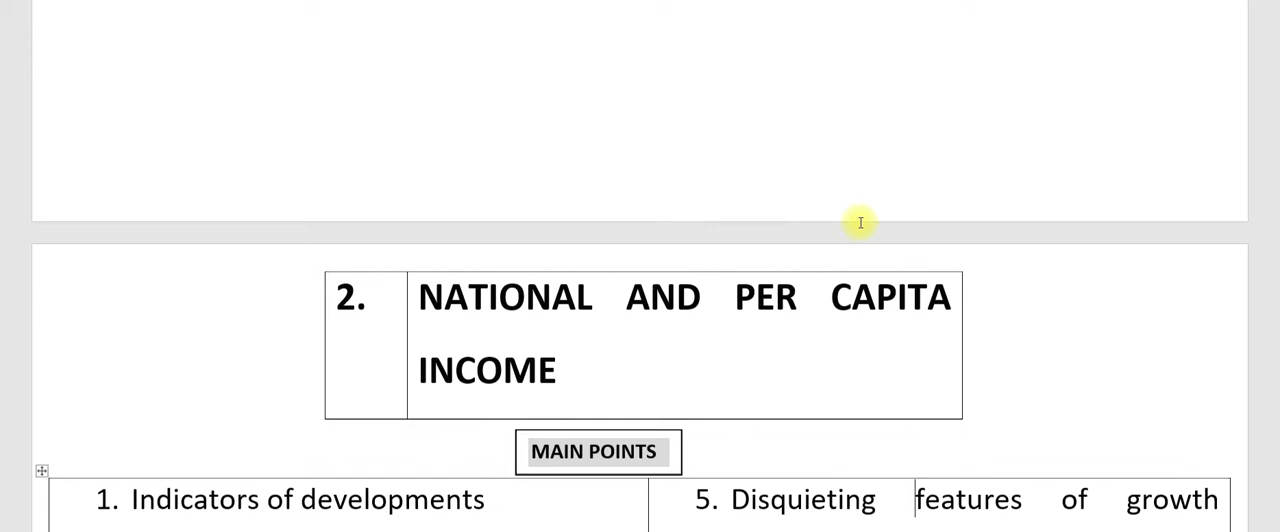 2. NATIONAL AND PER CAPITA
INCOME
MAIN POINTS
1. Indicators of developments
5. Disquieting features of growth